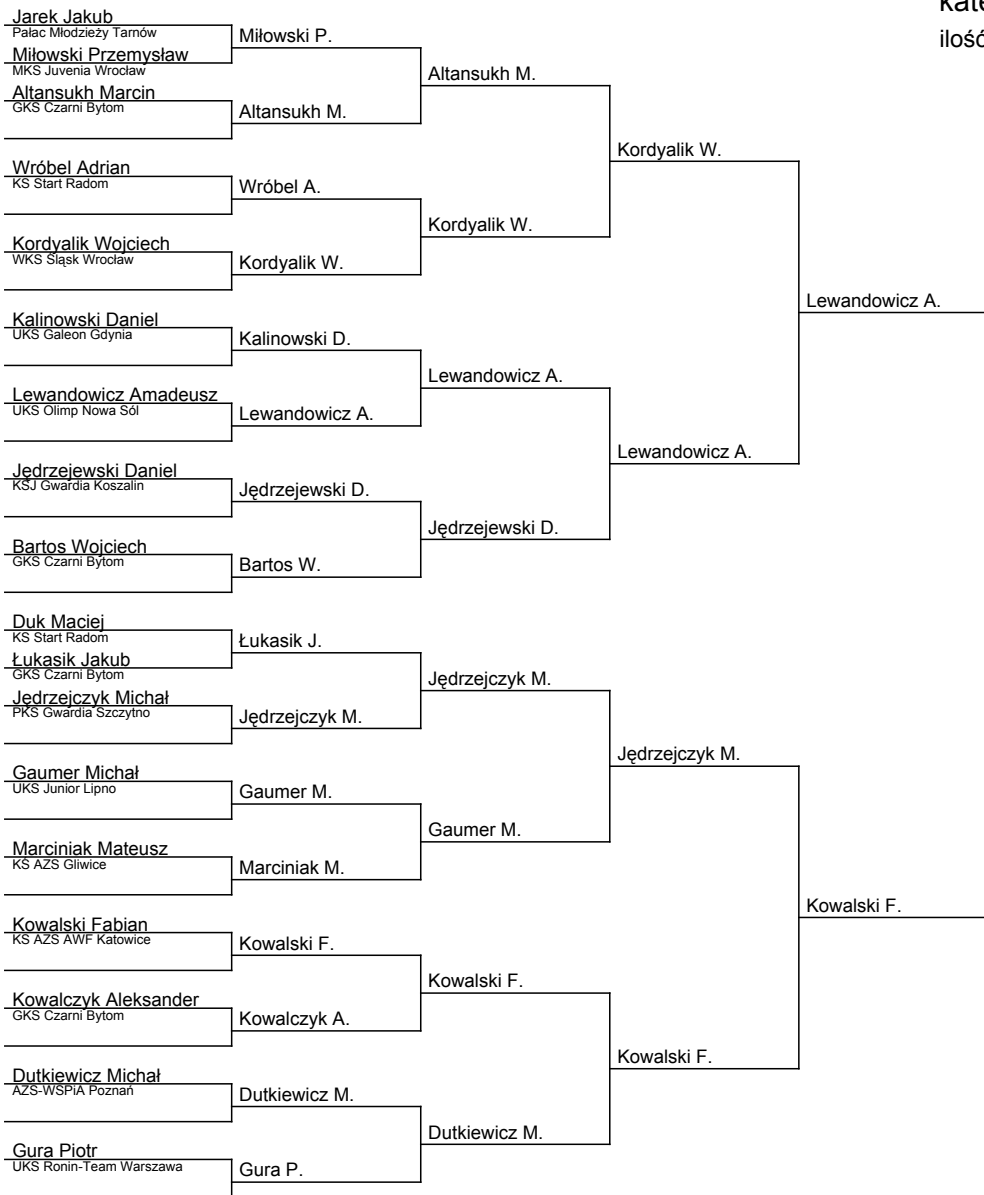 Jarek Jakub
Pałac Młodzieży Tarnów
Miłowski Przemysław
MKS Juvenia Wrocław
Altansukh Marcin
GKS Czarni Bytom
Wróbel Adrian
KS Start Radom
Kordyalik Wojciech
WKS Śląsk Wrocław
Kalinowski Daniel
UKS Galeon Gdynia
Lewandowicz Amadeusz
UKS Olimp Nowa Sól
Jędrzejewski Daniel
KSJ Gwardia Koszalin
Bartos Wojciech
GKS Czarni Bytom
Duk Maciej
KS Start Radom
Łukasik Jakub
GKS Czarni Bytom
Jędrzejczyk Michał
PKS Gwardia Szczytno
Gaumer Michał
UKS Junior Lipno
Marciniak Mateusz
KS AZS Gliwice
Kowalski Fabian
KS AZS AWF Katowice
Kowalczyk Aleksander
GKS Czarni Bytom
Dutkiewicz Michał
AZS-WSPiA Poznań
Gura Piotr
UKS Ronin-Team Warszawa
Miłowski P.
Altansukh M.
Wróbel A.
Kordyalik W.
Kalinowski D.
Lewandowicz A.
Jędrzejewski D.
Bartos W.
Łukasik J.
Jędrzejczyk M.
Gaumer M.
Marciniak M.
Kowalski F.
Kowalczyk A.
Dutkiewicz M.
Gura P.
Altansukh M.
Kordyalik W.
Lewandowicz A.
Jędrzejewski D.
Jędrzejczyk M.
Gaumer M.
Kowalski F.
Dutkiewicz M.
Kordyalik W.
Lewandowicz A.
Jędrzejczyk M.
Kowalski F.
Lewandowicz A.
Kowalski F.
ilość